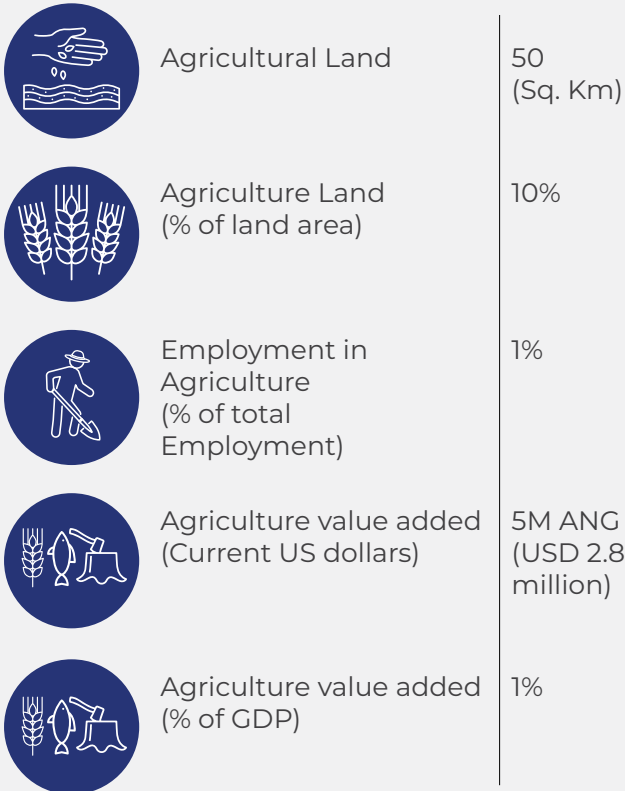 Agricultural Land
50
(Sq. Km)
Agriculture Land
(% of land area)
10%
Employment in
Agriculture
(% of total
Employment)
1%
Agriculture value added
(Current US dollars)
5M ANG
(USD 2.8
million)
Agriculture value added
(% of GDP)
1%